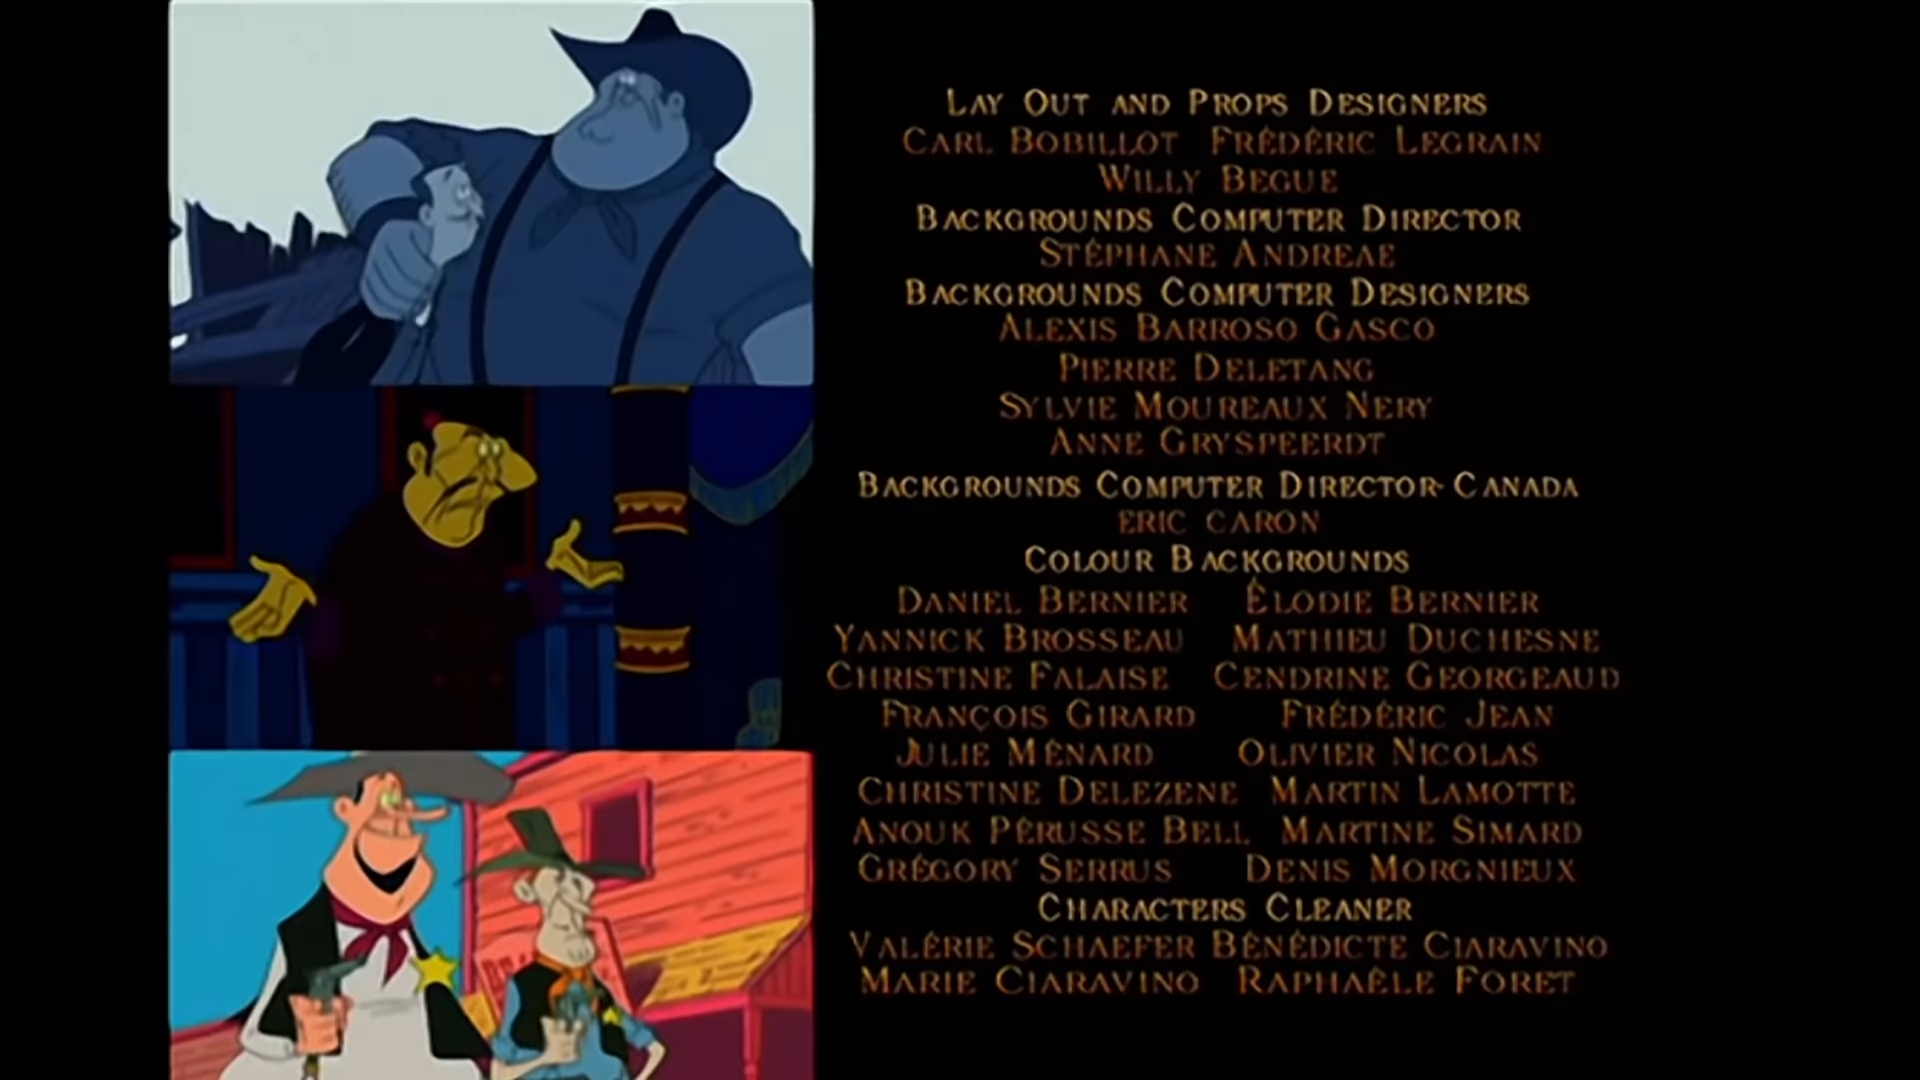 LAY OUT AND PROPS DESIGNERS
CARL BOBILLOT FRÉDÉRIC LEGRAIN
WILLY BEGUE
BACKGROUNDS COMPUTER DIRECTOR
STÉPHANE ANDREAE
BACKGROUNDS COMPUTER DESIGNERS
ALEXIS BARROSO GASCO
PIERRE DELETANG
SYLVIE MOUREAUX NERY
ANNE GRYSPEERDT
BACKGROUNDS COMPUTER DIRECTOR-CANADA
ERIC CARON
COLOUR BACKGROUNDS
DANIEL BERNIER ÉLODIE BERNIER
YANNICK BROSSEAU MATHIEU DUCHESNE
CHRISTINE FALAISE CENDRINE GEORGEAUD
FRANÇOIS GIRARD FRÉDÉRIC JEAN
JULIE MÉNARD OLIVIER NICOLAS
CHRISTINE DELEZENE MARTIN LAMOTTE
ANOUK PÉRUSSE BELL MARTINE SIMARD
GRÉGORY SERRUS DENIS MORGNIEUX
CHARACTERS CLEANER
VALÉRIE SCHAEFER BÉNÉDICTE CIARAVINO
MARIE CIARAVINO RAPHAÈLE FORET